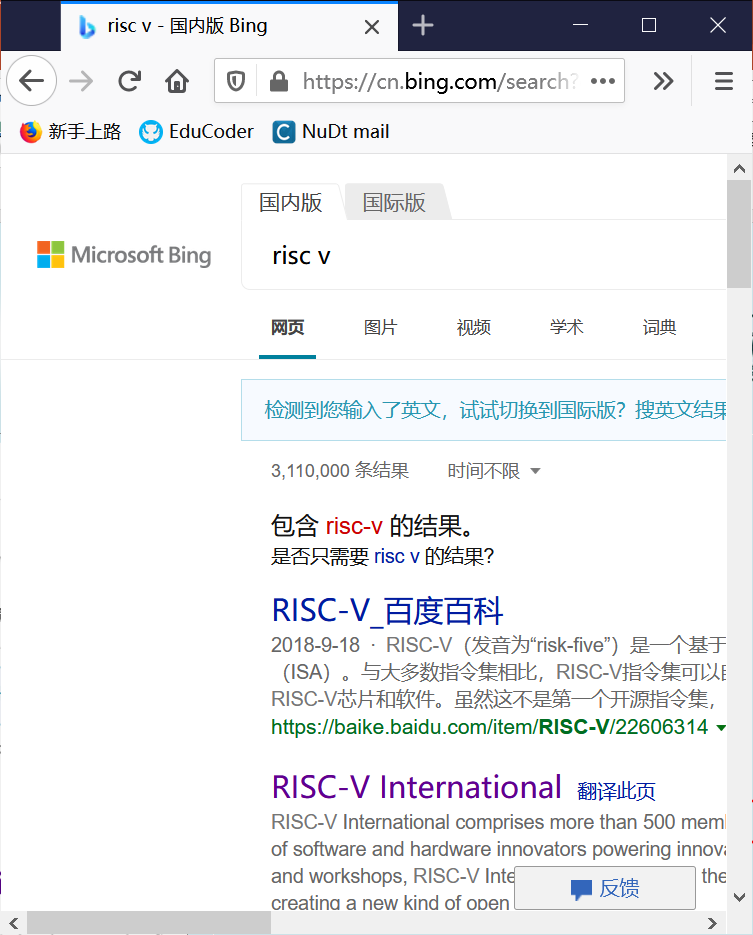 risc v - 国内版 Bing
https://cn.bing.com/search?
新手上路 EduCoder NuDt mail
国内版 国际版
Microsoft Bing
risc v
网页 图片 视频 学术 词典
检测到您输入了英文，试试切换到国际版？搜英文结果
3,110,000 条结果 时间不限
包含 risc-v 的结果。
是否只需要 risc v 的结果?
RISC-V_百度百科
2018-9-18 · RISC-V（发音为“risk-five”）是一个基于
（ISA）。与大多数指令集相比，RISC-V指令集可以自
RISC-V芯片和软件。虽然这不是第一个开源指令集，
https://baike.baidu.com/item/RISC-V/22606314
RISC-V International 翻译此页
RISC-V International comprises more than 500 mem
of software and hardware innovators powering innova
and workshops, RISC-V Inte the
creating a new kind of open
反馈